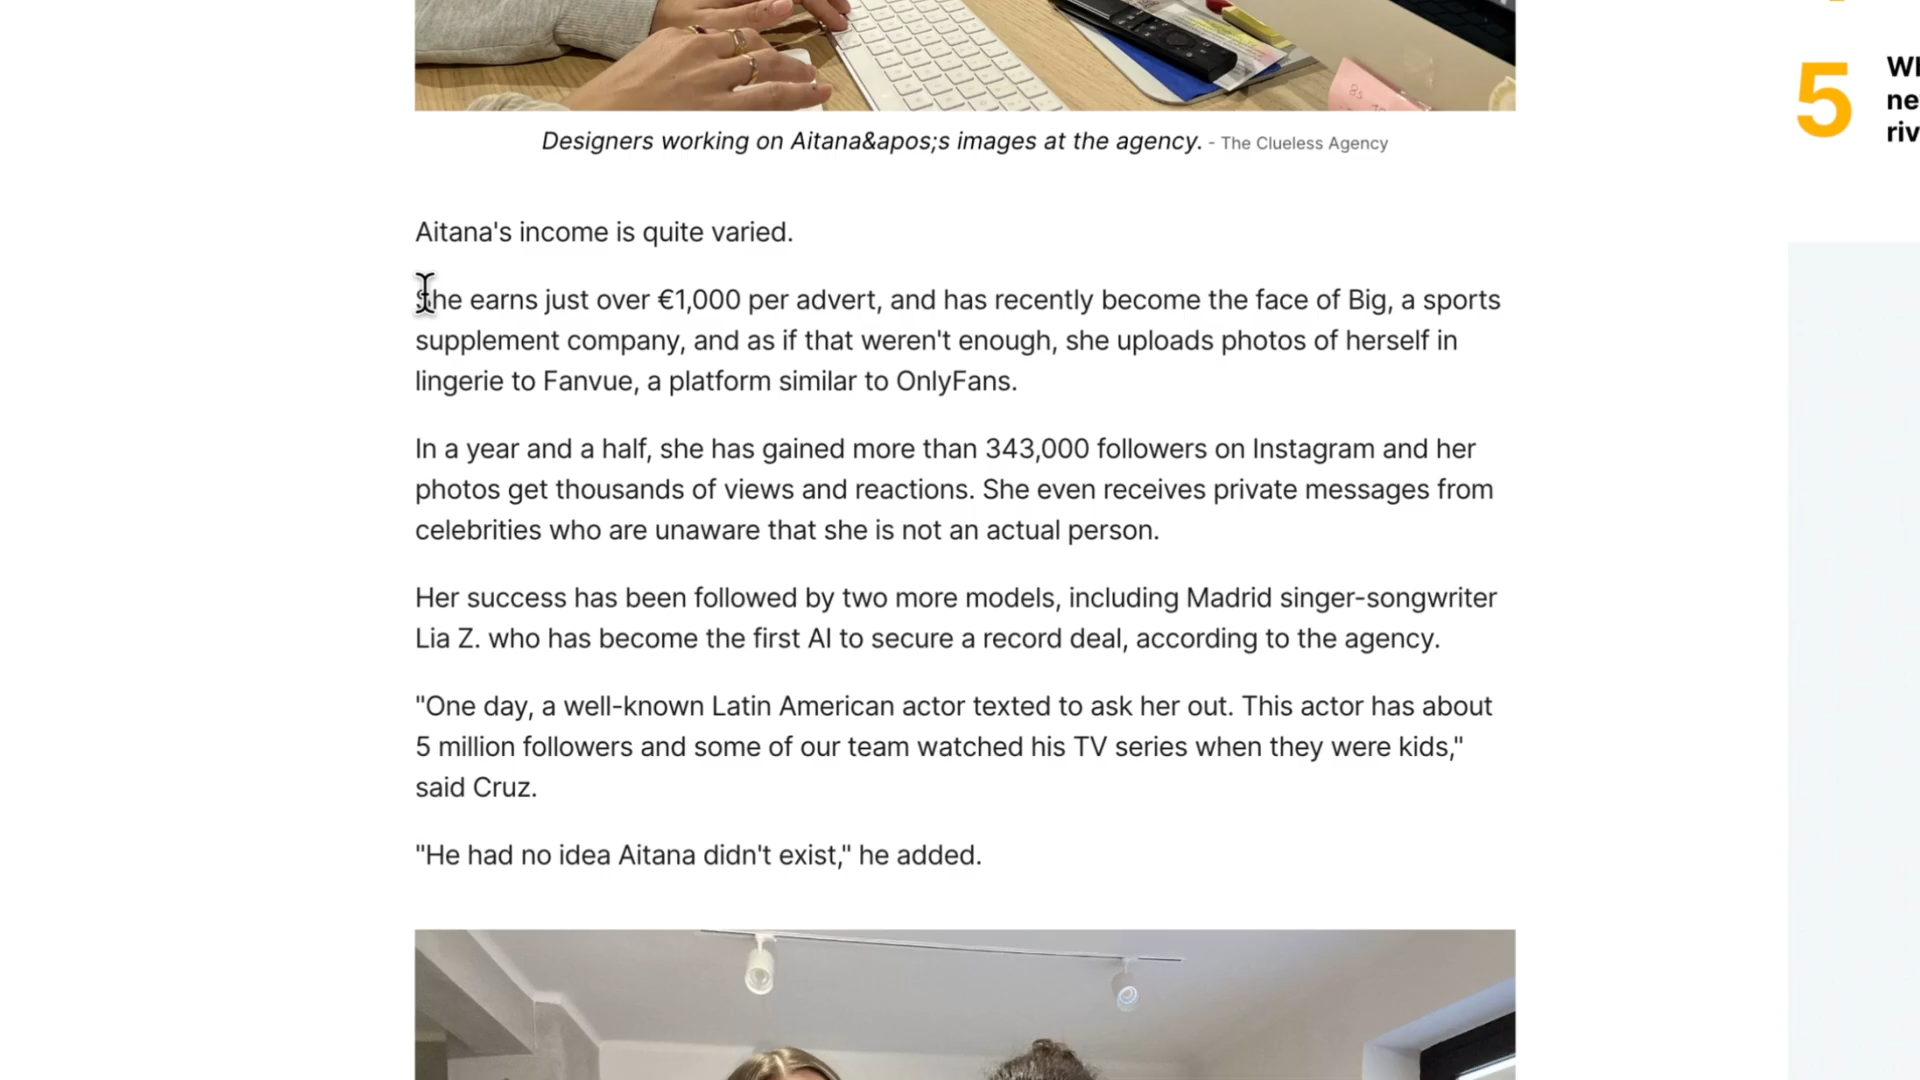 Designers working on Aitana&apos;s images at the agency. - The Clueless Agency
Aitana's income is quite varied.
She earns just over €1,000 per advert, and has recently become the face of Big, a sports
supplement company, and as if that weren't enough, she uploads photos of herself in
lingerie to Fanvue, a platform similar to OnlyFans.
In a year and a half, she has gained more than 343,000 followers on Instagram and her
photos get thousands of views and reactions. She even receives private messages from
celebrities who are unaware that she is not an actual person.
Her success has been followed by two more models, including Madrid singer-songwriter
Lia Z. who has become the first AI to secure a record deal, according to the agency.
"One day, a well-known Latin American actor texted to ask her out. This actor has about
5 million followers and some of our team watched his TV series when they were kids,"
said Cruz.
"He had no idea Aitana didn't exist," he added.
5